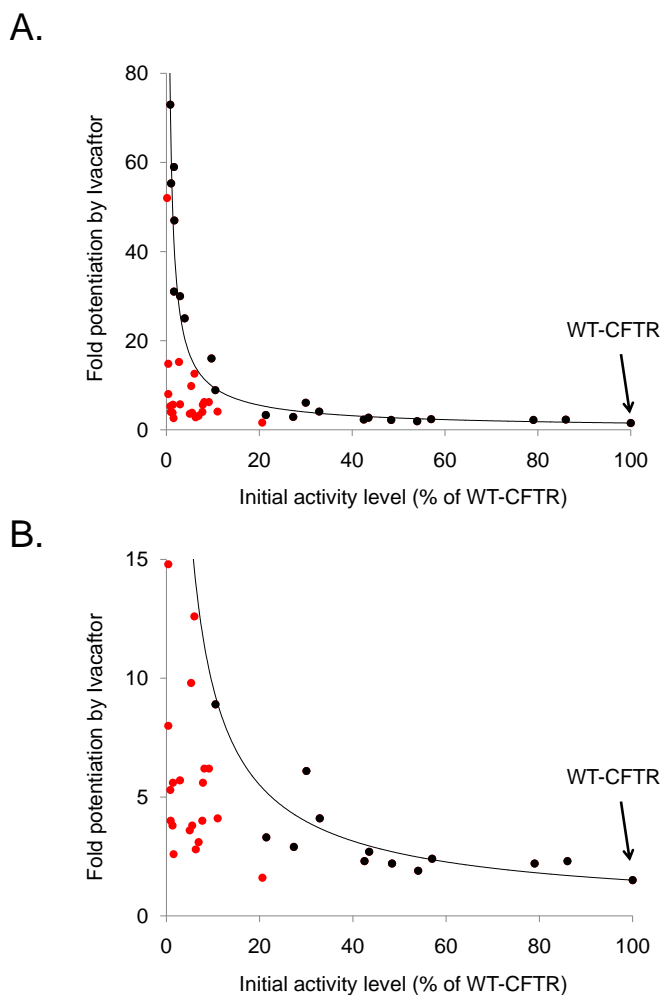 A.
80
60
40
20
0
Fold potentiation by Ivacaftor
WT-CFTR
0 20 40 60 80 100
Initial activity level (% of WT-CFTR)
B.
15
10
5
0
Fold potentiation by Ivacaftor
WT-CFTR
0 20 40 60 80 100
Initial activity level (% of WT-CFTR)